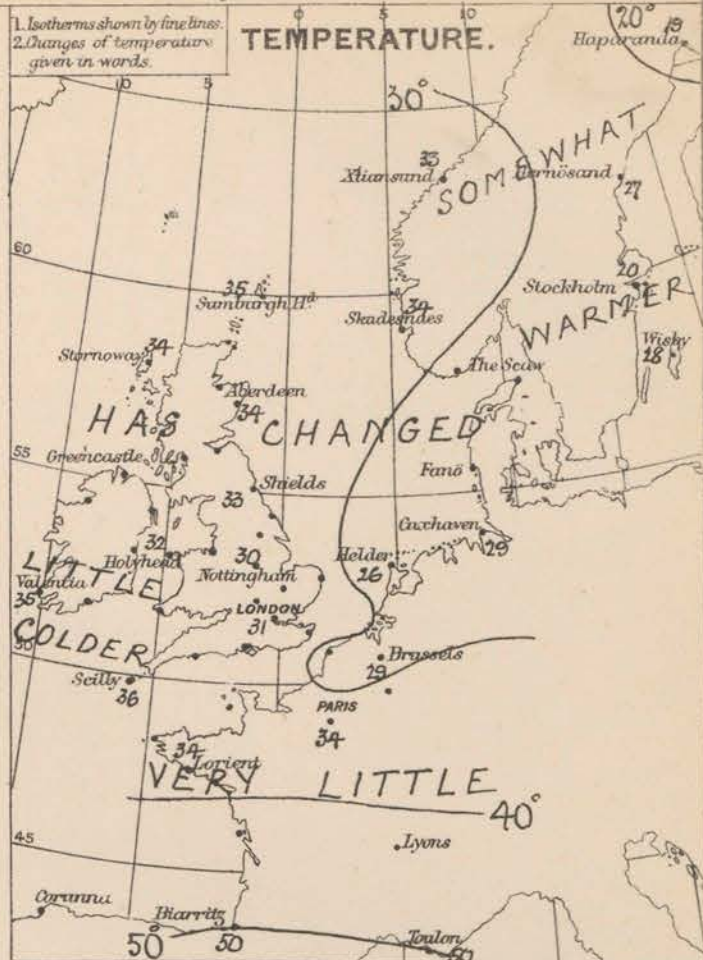 1. Isotherms shown by fine lines.
2. Changes of temperature
given in words.
TEMPERATURE.
0
20°
19
Haparanda
10
5
5
10
30°
33
Xtiansund
SOMEWHAT
Hernösand
27
60
35
Sumburgh Hd.
Skadesnæs
20
Stockholm
WARMER
Wisby
18
34
Stornoway
The Scaw
Aberdeen
34
HAS CHANGED
55
Greencastle
Fanö
Shields
33
Cuxhaven
29
32
Holyhead
30
Nottingham
Helder
26
LITTLE
Valentia
35
LONDON
31
COLDER
50
Brussels
29
Scilly
36
PARIS
34
34
Lorient
VERY LITTLE
40°
45
Lyons
Corunna
Biarritz
50°
50
Toulon
50